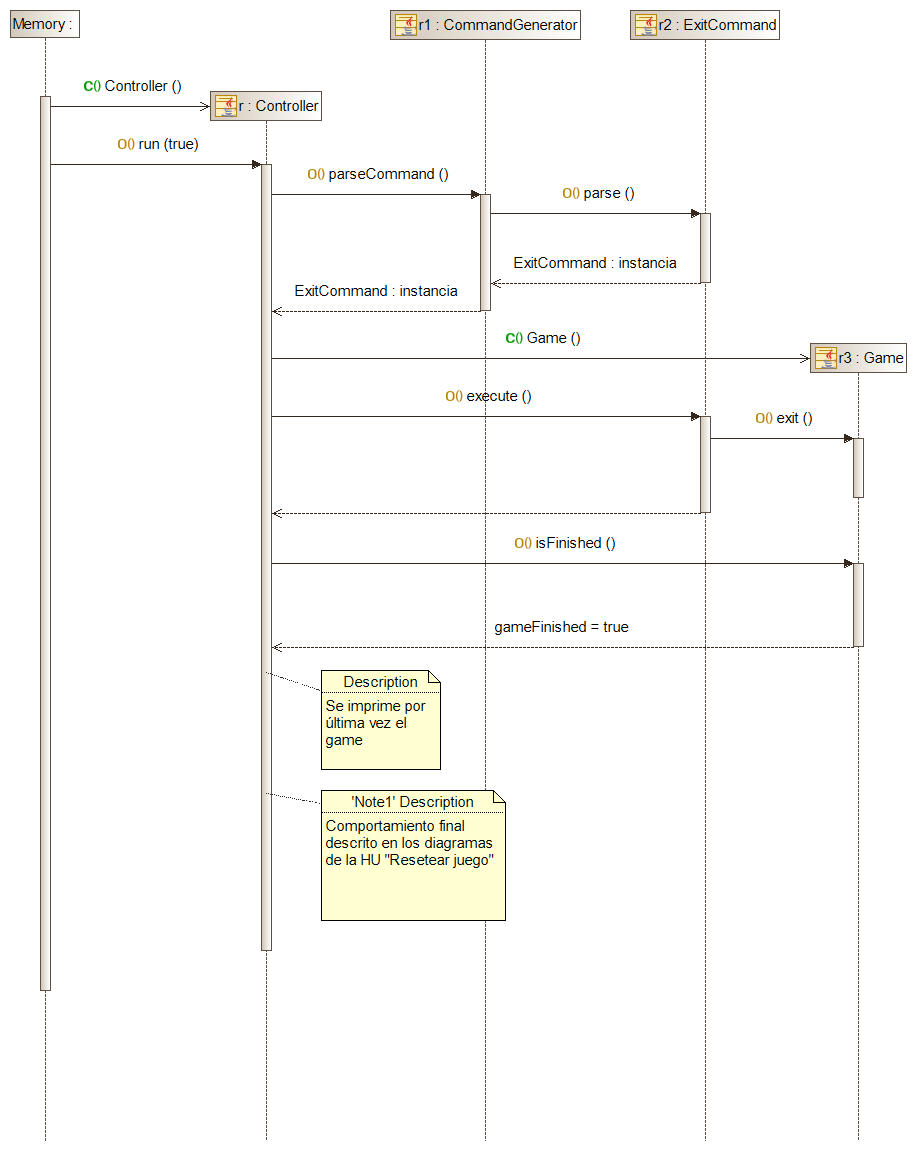 Memory :
r1 : CommandGenerator
r2 : ExitCommand
C() Controller ()
r : Controller
O() run (true)
O() parseCommand ()
O() parse ()
ExitCommand : instancia
ExitCommand : instancia
C() Game ()
r3 : Game
O() execute ()
O() exit ()
O() isFinished ()
gameFinished = true
Description
Se imprime por
última vez el
game
'Note1' Description
Comportamiento final
descrito en los diagramas
de la HU "Resetear juego"